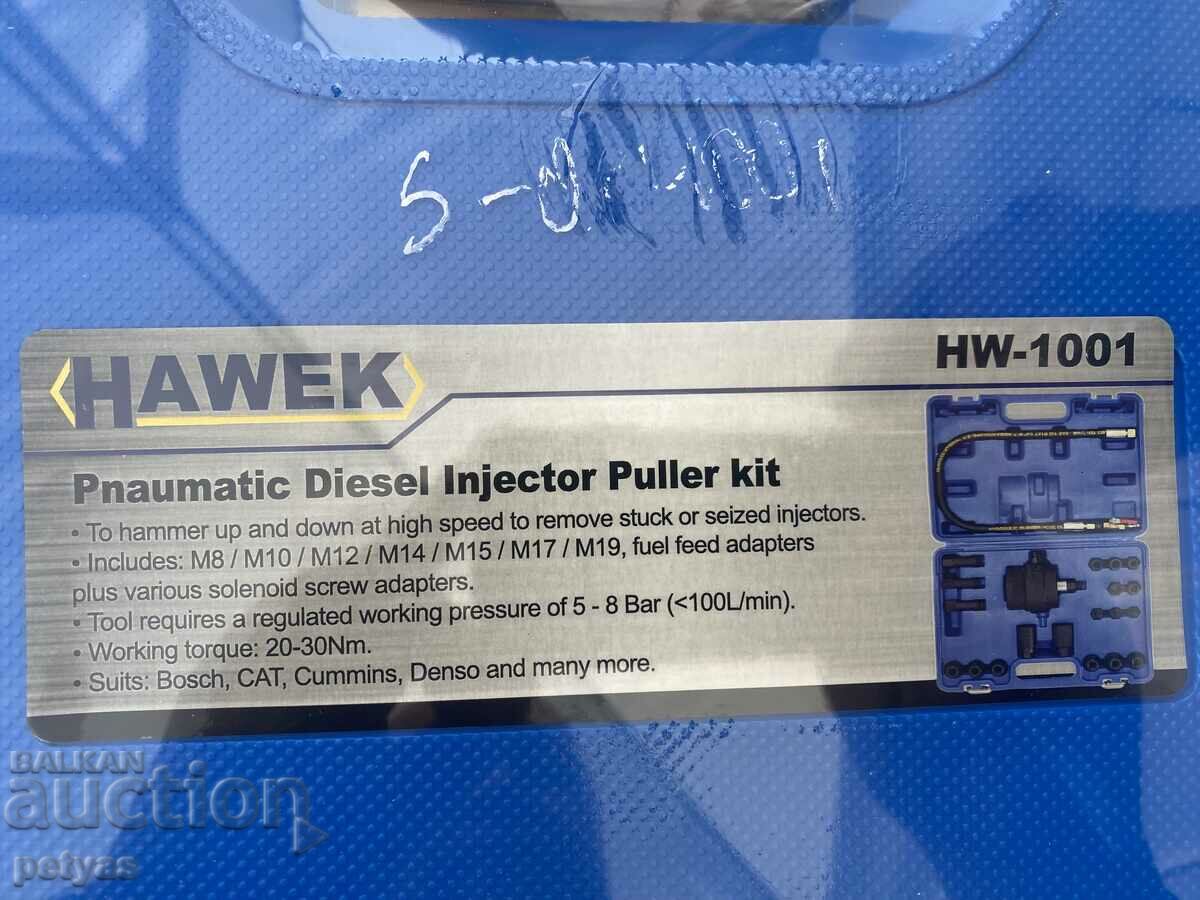 HAWEK
HW-1001
Pnaumatic Diesel Injector Puller kit
• To hammer up and down at high speed to remove stuck or seized injectors.
• Includes: M8 / M10 / M12 / M14 / M15 / M17 / M19, fuel feed adapters
plus various solenoid screw adapters.
• Tool requires a regulated working pressure of 5 - 8 Bar (<100L/min).
• Working torque: 20-30Nm.
• Suits: Bosch, CAT, Cummins, Denso and many more.
BALKAN
auction
petyas